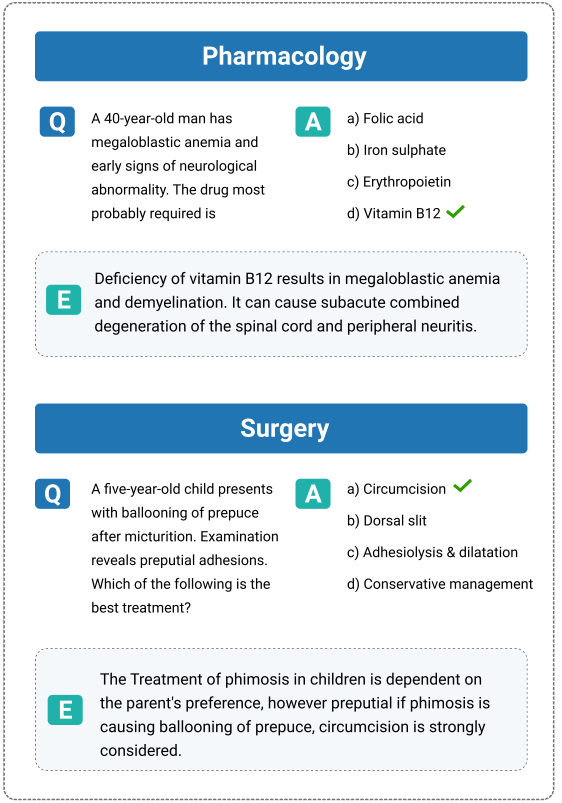 Pharmacology
Q
A 40-year-old man has
megaloblastic anemia and
early signs of neurological
abnormality. The drug most
probably required is
A
a) Folic acid
b) Iron sulphate
c) Erythropoietin
d) Vitamin B12
E
Deficiency of vitamin B12 results in megaloblastic anemia
and demyelination. It can cause subacute combined
degeneration of the spinal cord and peripheral neuritis.
Surgery
Q
A five-year-old child presents
with ballooning of prepuce
after micturition. Examination
reveals preputial adhesions.
Which of the following is the
best treatment?
A
a) Circumcision
b) Dorsal slit
c) Adhesiolysis & dilatation
d) Conservative management
E
The Treatment of phimosis in children is dependent on
the parent's preference, however preputial if phimosis is
causing ballooning of prepuce, circumcision is strongly
considered.